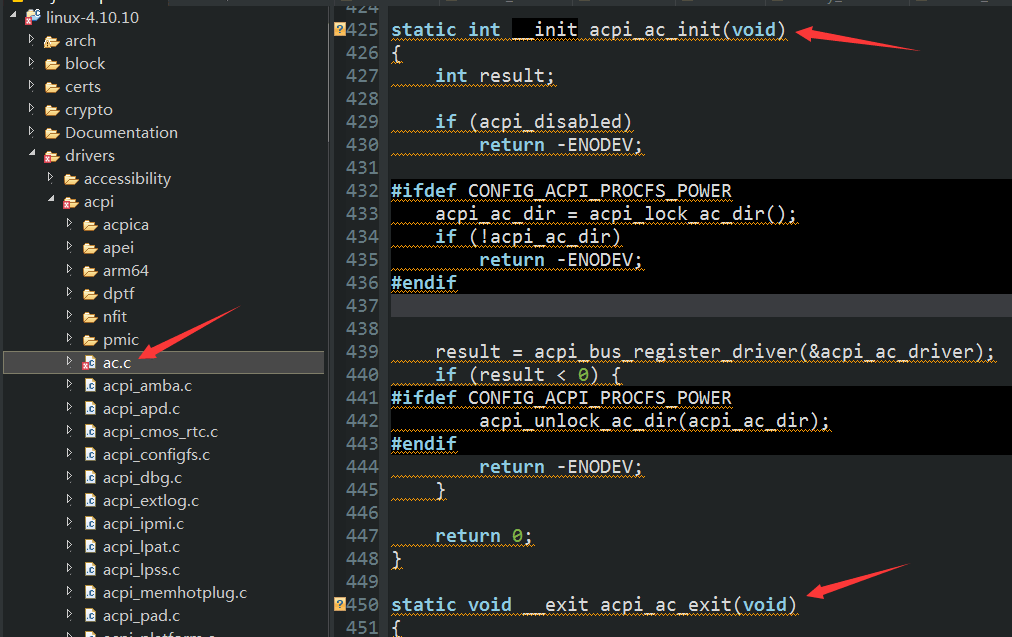 linux-4.10.10
arch
block
certs
crypto
Documentation
drivers
accessibility
acpi
acpica
apei
arm64
dptf
nfit
pmic
ac.c
acpi_amba.c
acpi_apd.c
acpi_cmos_rtc.c
acpi_configfs.c
acpi_dbg.c
acpi_extlog.c
acpi_ipmi.c
acpi_lpat.c
acpi_lpss.c
acpi_memhotplug.c
acpi_pad.c
acpi_platform.c
424
425 static int __init acpi_ac_init(void)
426 {
427 int result;
428
429 if (acpi_disabled)
430 return -ENODEV;
431
432 #ifdef CONFIG_ACPI_PROCFS_POWER
433 acpi_ac_dir = acpi_lock_ac_dir();
434 if (!acpi_ac_dir)
435 return -ENODEV;
436 #endif
437
438
439 result = acpi_bus_register_driver(&acpi_ac_driver);
440 if (result < 0) {
441 #ifdef CONFIG_ACPI_PROCFS_POWER
442 acpi_unlock_ac_dir(acpi_ac_dir);
443 #endif
444 return -ENODEV;
445 }
446
447 return 0;
448 }
449
450 static void __exit acpi_ac_exit(void)
451 {